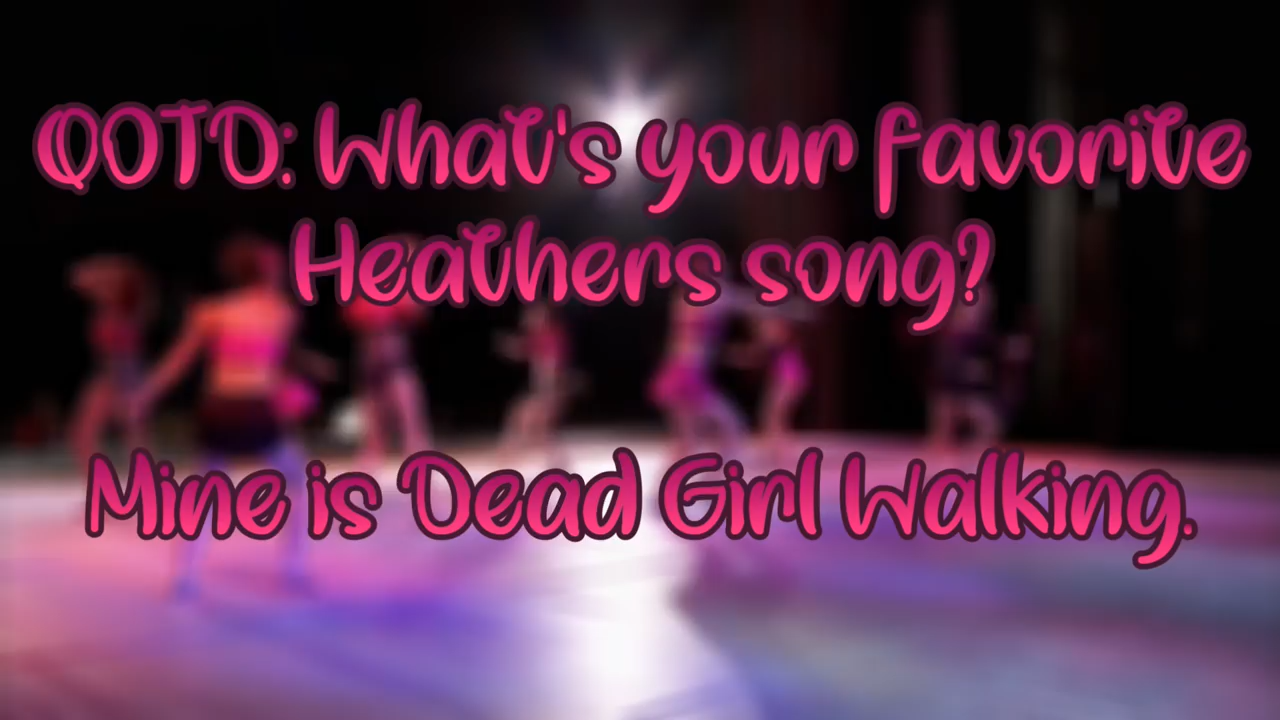 QOTD: What's your favorite
Heathers song?
Mine is Dead Girl Walking.